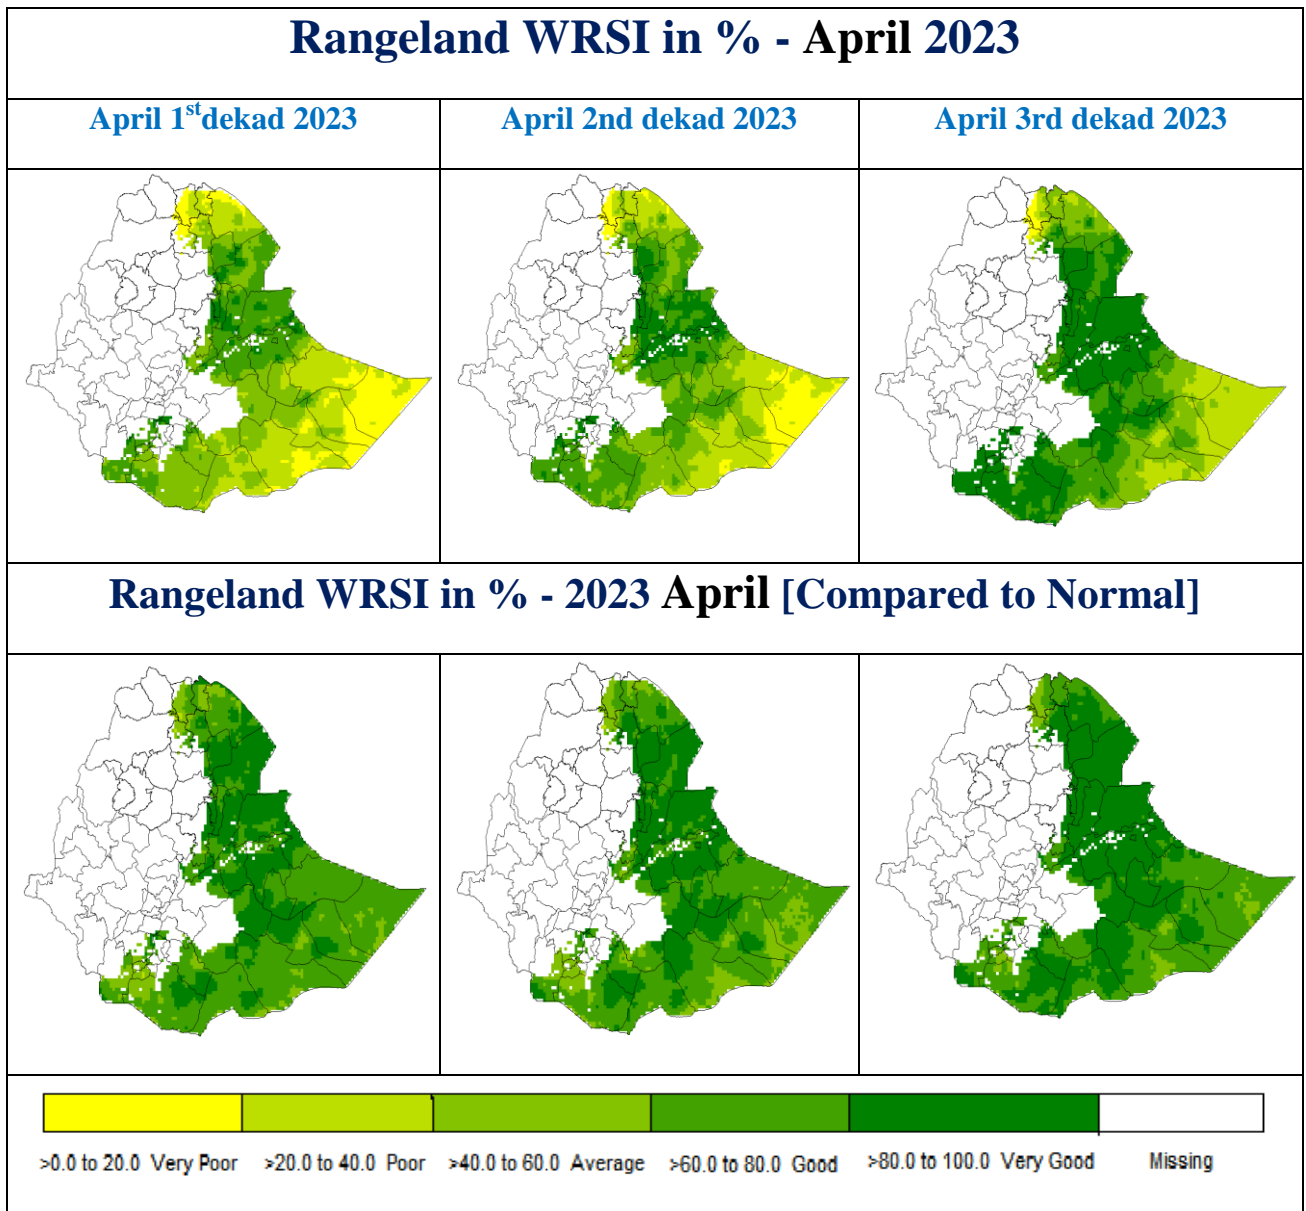 Rangeland WRSI in % - April 2023
April 1st dekad 2023
April 2nd dekad 2023
April 3rd dekad 2023
Rangeland WRSI in % - 2023 April [Compared to Normal]
>0.0 to 20.0 Very Poor
>20.0 to 40.0 Poor
>40.0 to 60.0 Average
>60.0 to 80.0 Good
>80.0 to 100.0 Very Good
Missing